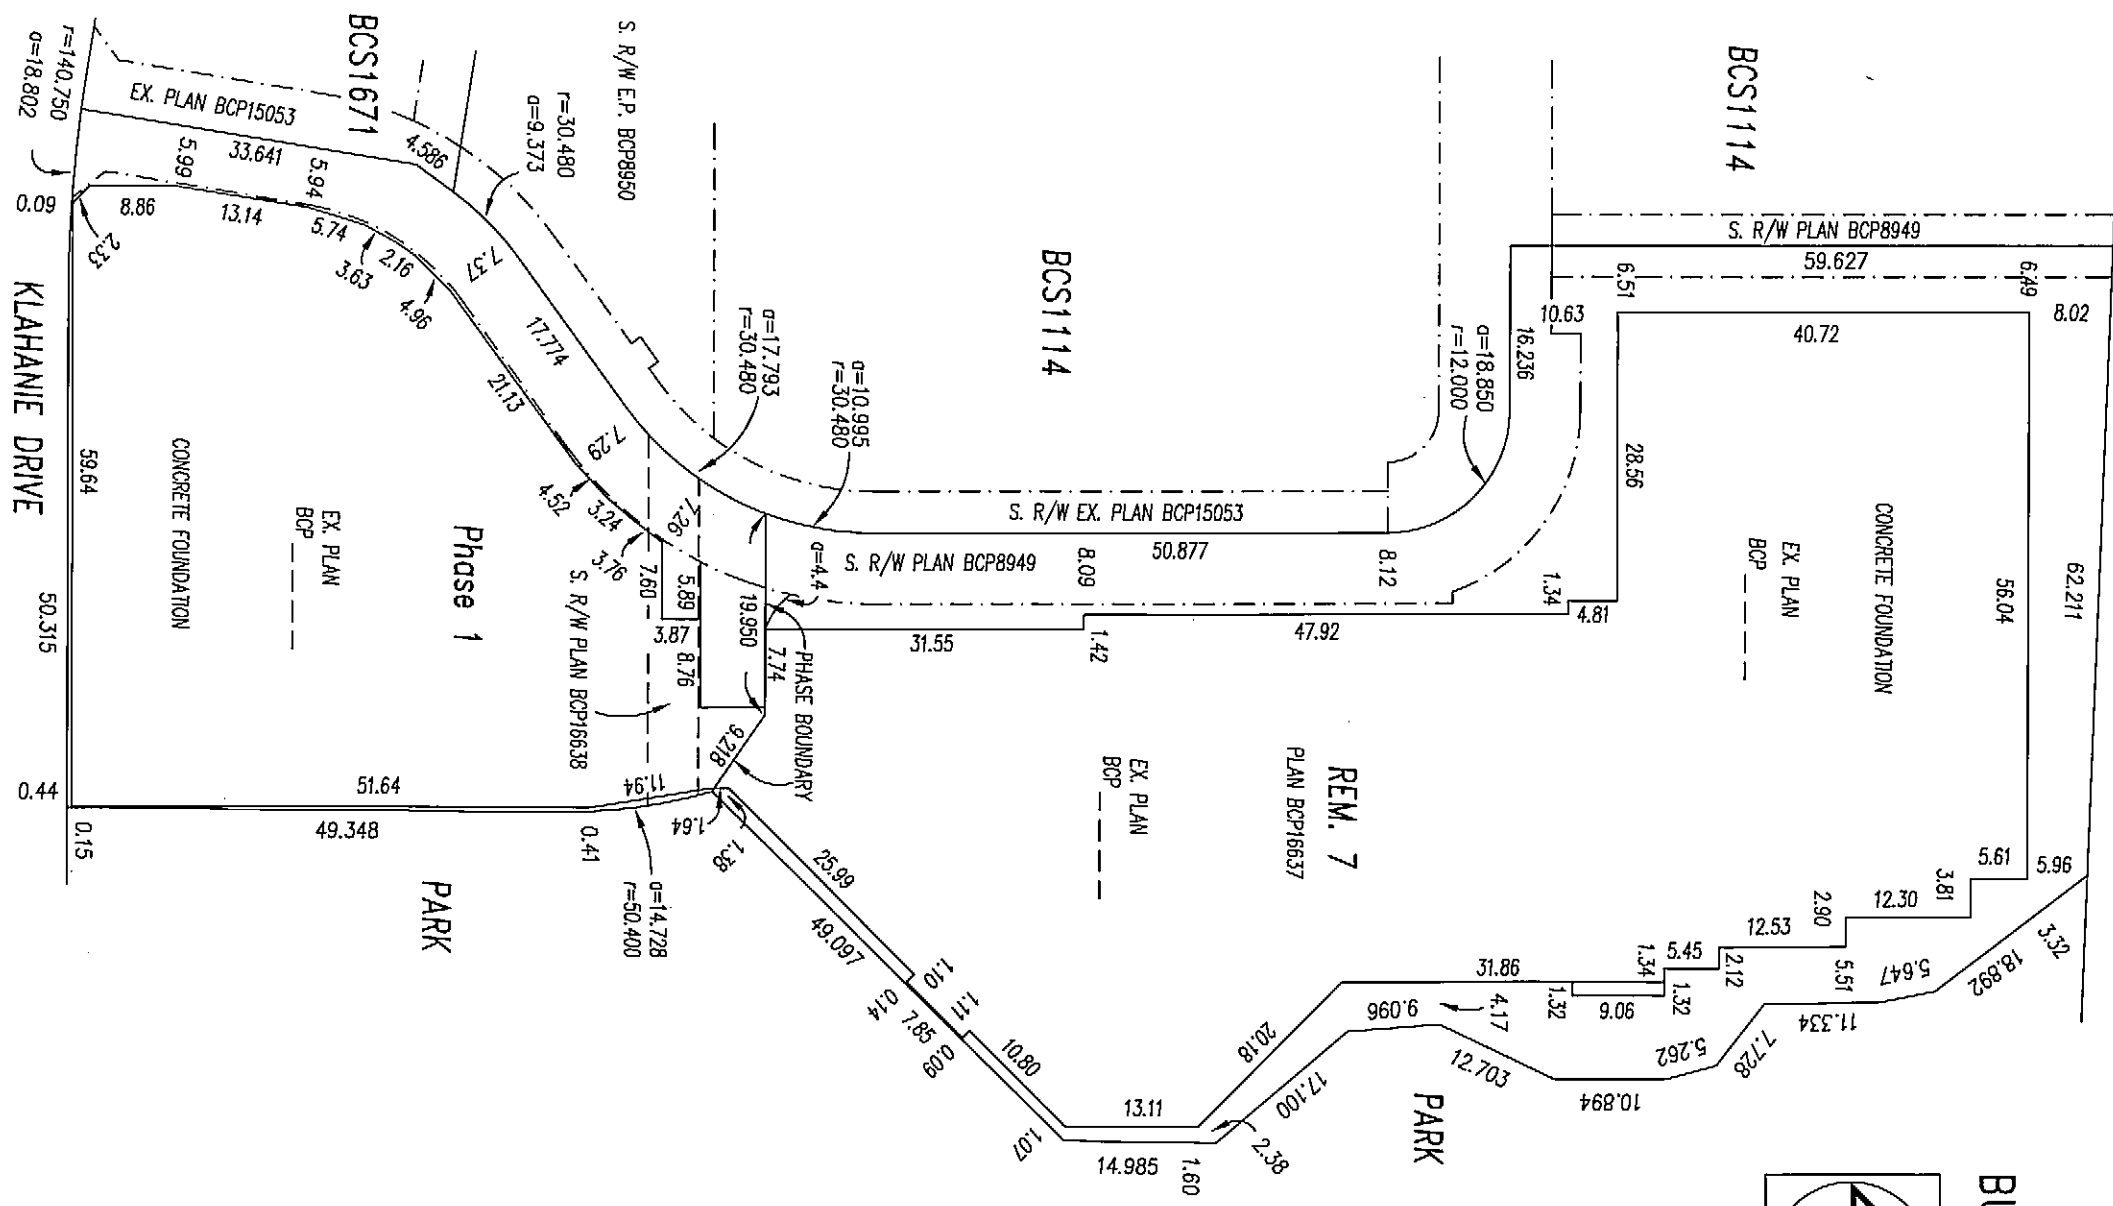 BCS1114
S. R/W PLAN BCP8949
59.627
6.49
8.02
6.51
10.63
40.72
16.236
a=18.850
r=12.000
28.56
CONCRETE FOUNDATION
EX. PLAN
BCP
56.04
62.211
1.34
4.81
5.61
5.96
3.81
12.30
2.90
12.53
3.32
18.892
5.647
5.51
11.334
7.728
5.262
2.12
5.45
1.34
1.32
9.06
1.32
31.86
4.17
9.096
12.703
10.894
PARK
17.100
20.18
2.38
1.60
14.985
13.11
1.07
10.80
0.09
7.85
0.14
1.11
1.10
49.097
25.99
1.38
1.64
REM. 7
PLAN BCP16637
EX. PLAN
BCP
BCS1114
S. R/W EX. PLAN BCP15053
50.877
8.12
8.09
S. R/W PLAN BCP8949
47.92
1.42
31.55
a=10.995
r=30.480
a=17.793
r=30.480
a=4.4
19.950
7.74
PHASE BOUNDARY
9.218
S. R/W E.P. BCP8950
r=30.480
a=9.373
BCS1671
4.586
EX. PLAN BCP15053
33.641
r=140.750
a=18.802
0.09
2.33
8.86
5.99
13.14
5.94
5.74
3.63
2.16
4.96
7.37
17.774
21.13
7.29
4.52
3.24
3.76
7.26
7.60
5.89
3.87
8.76
S. R/W PLAN BCP16638
11.94
Phase 1
EX. PLAN
BCP
CONCRETE FOUNDATION
KLAHANIE DRIVE
59.64
50.315
0.44
0.15
51.64
49.348
0.41
a=14.728
r=50.400
PARK